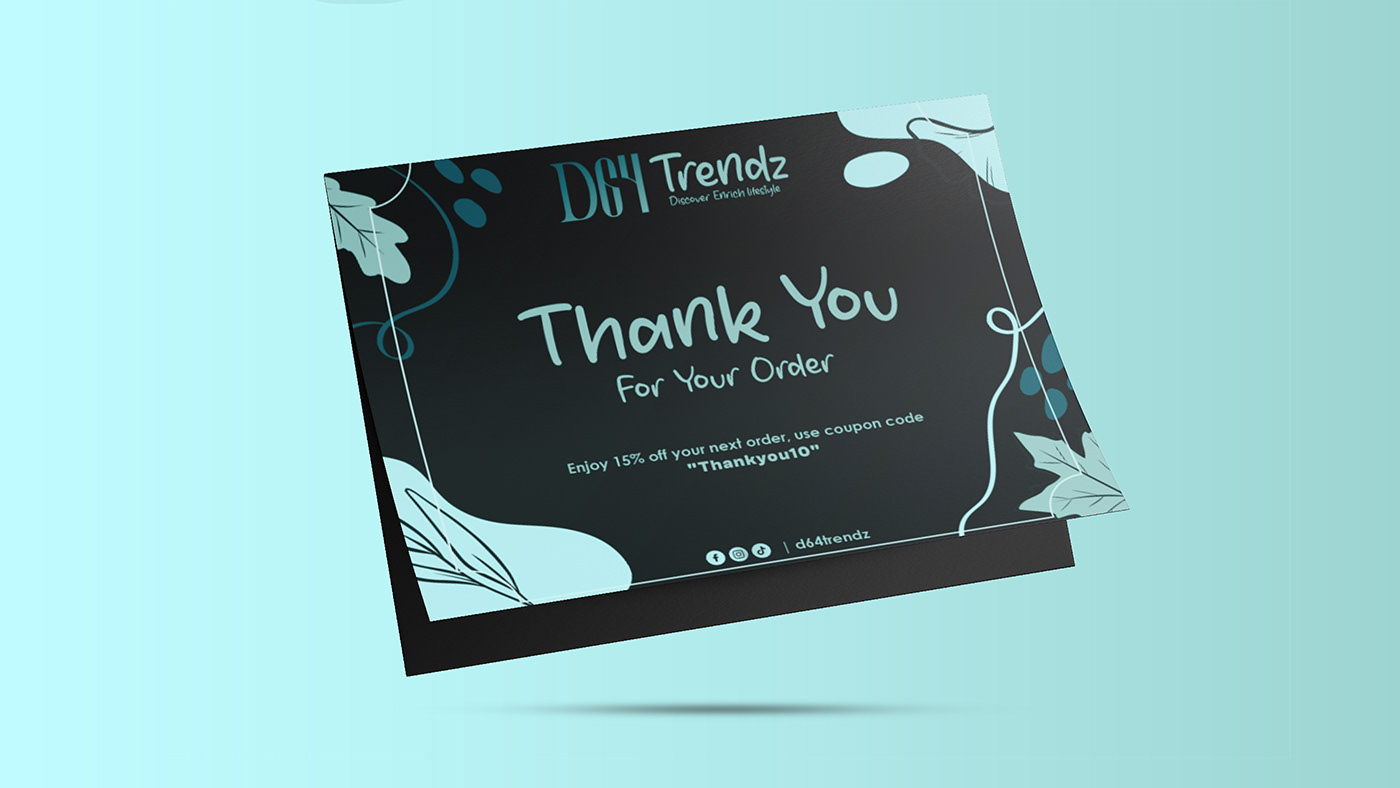 D64 Trendz
Discover Enrich lifestyle
Thank You
For Your Order
Enjoy 15% off your next order, use coupon code
"Thankyou10"
| d64trendz